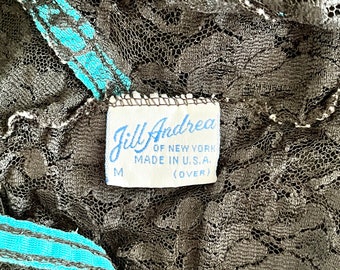 Jill Andrea
OF NEW YORK
MADE IN U.S.A.
M (OVER)